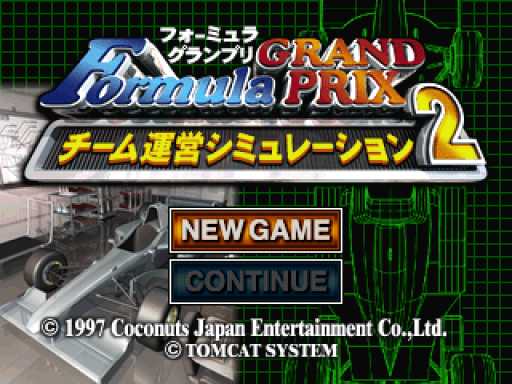 フォーミュラ
グランプリ
Formula GRAND PRIX 2
チーム運営シミュレーション
NEW GAME
CONTINUE
© 1997 Coconuts Japan Entertainment Co.,Ltd.
© TOMCAT SYSTEM